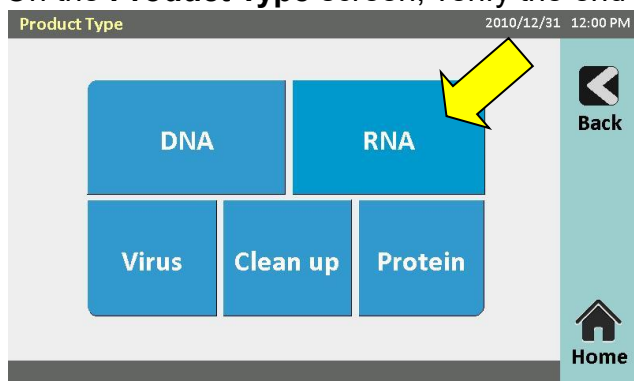 On the Product Type screen, verify the end
Product Type 2010/12/31 12:00 PM
Back
DNA RNA
Virus Clean up Protein
Home